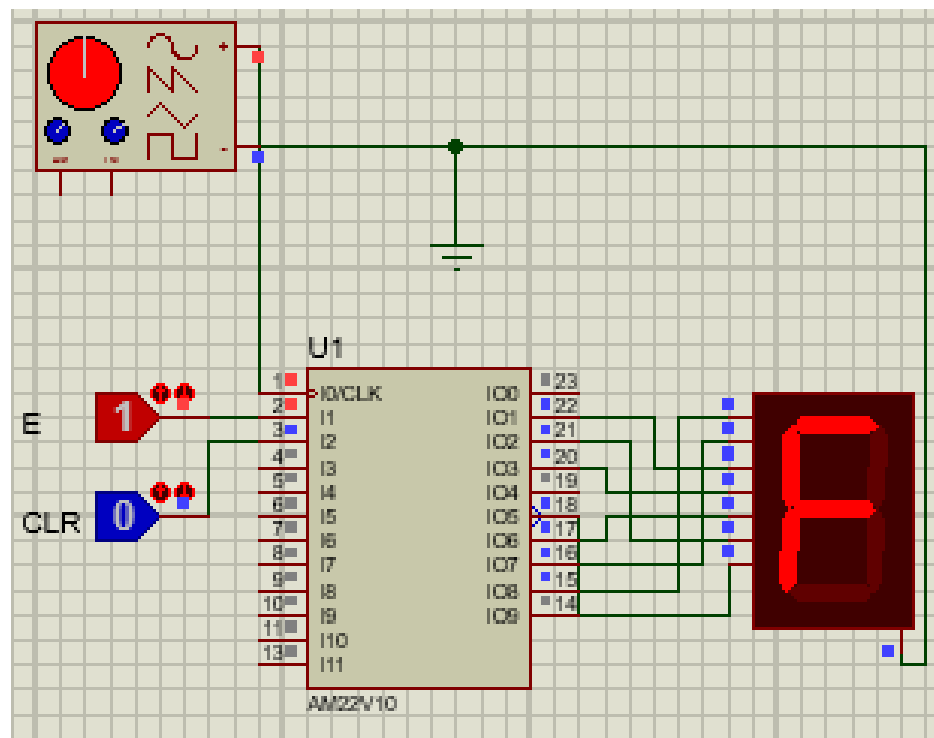 +
-
U1
1
I0/CLK
IO0
23
2
I1
IO1
22
3
I2
IO2
21
4
I3
IO3
20
5
I4
IO4
19
6
I5
IO5
18
7
I6
IO6
17
8
I7
IO7
16
9
I8
IO8
15
10
I9
IO9
14
11
I10
13
I11
AM22V10
E
1
CLR
0
F